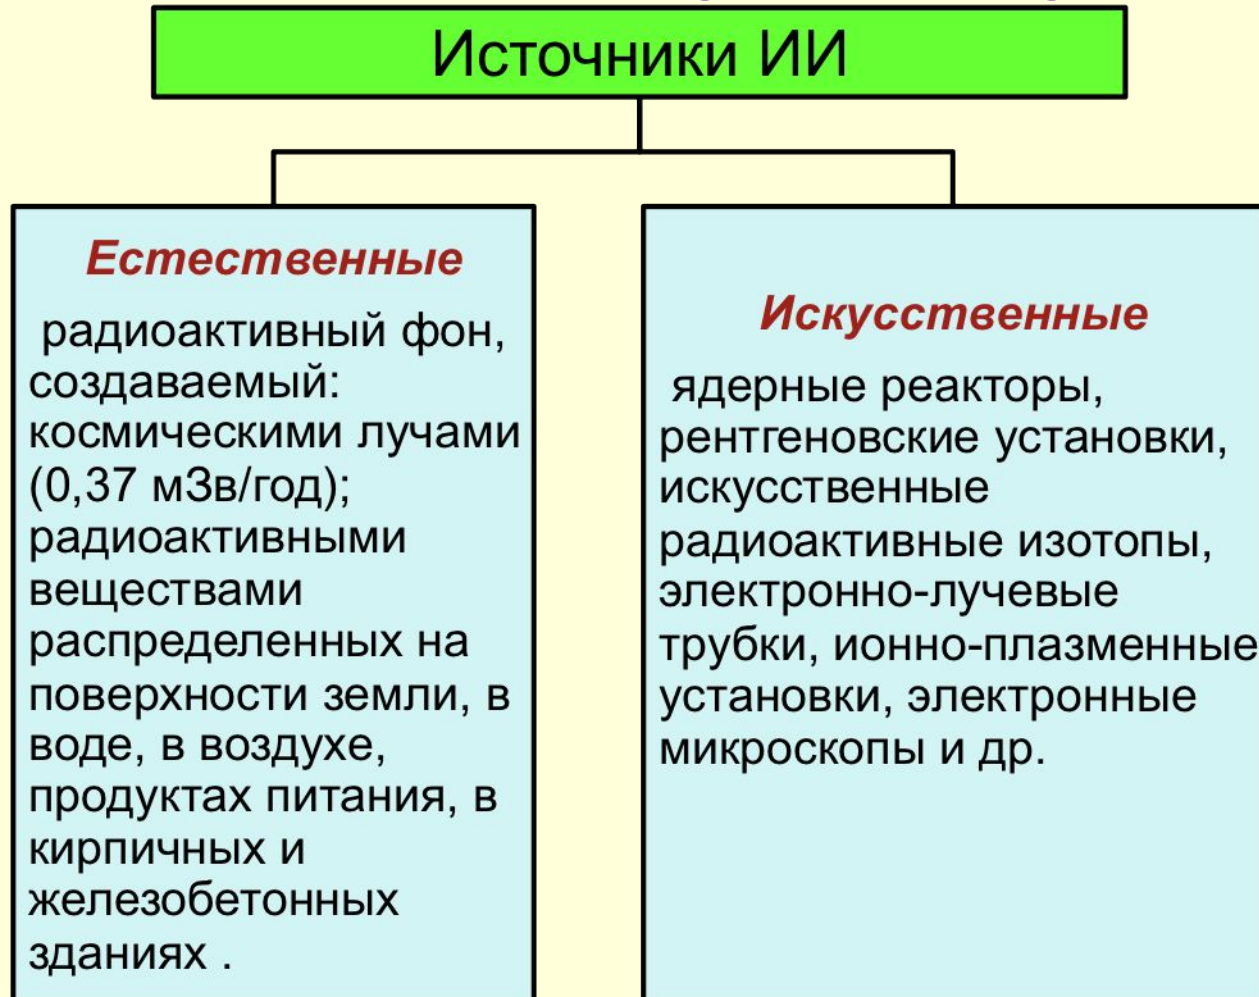 Источники ИИ
Естественные
радиоактивный фон,
создаваемый:
космическими лучами
(0,37 мЗв/год);
радиоактивными
веществами
распределенных на
поверхности земли, в
воде, в воздухе,
продуктах питания, в
кирпичных и
железобетонных
зданиях .
Искусственные
ядерные реакторы,
рентгеновские установки,
искусственные
радиоактивные изотопы,
электронно-лучевые
трубки, ионно-плазменные
установки, электронные
микроскопы и др.